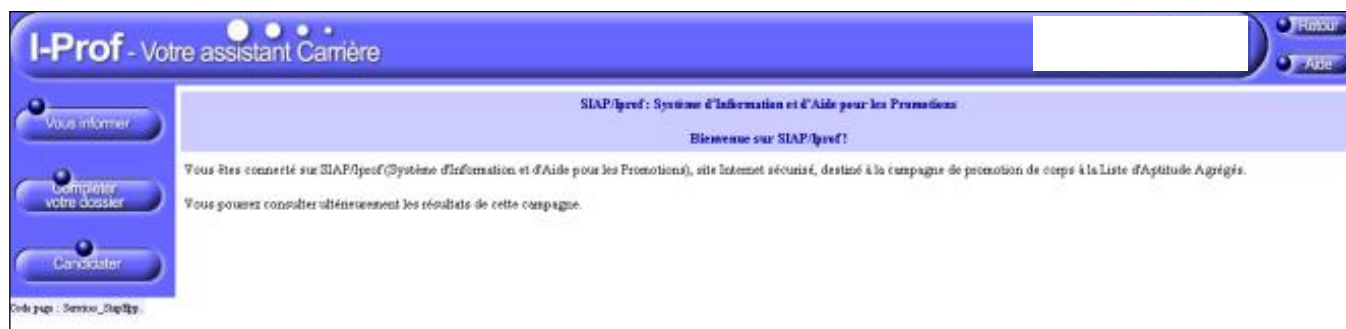 I-Prof - Votre assistant Carrière
Retour
Aide
Vous informer
Compléter
votre dossier
Candidater
SIAP/Iprof : Système d'Information et d'Aide pour les Promotions
Bienvenue sur SIAP/Iprof !
Vous êtes connecté sur SIAP/Iprof (Système d'Information et d'Aide pour les Promotions), site Internet sécurisé, destiné à la campagne de promotion de corps à la Liste d'Aptitude Agrégés.
Vous pourrez consulter ultérieurement les résultats de cette campagne.
Code page :